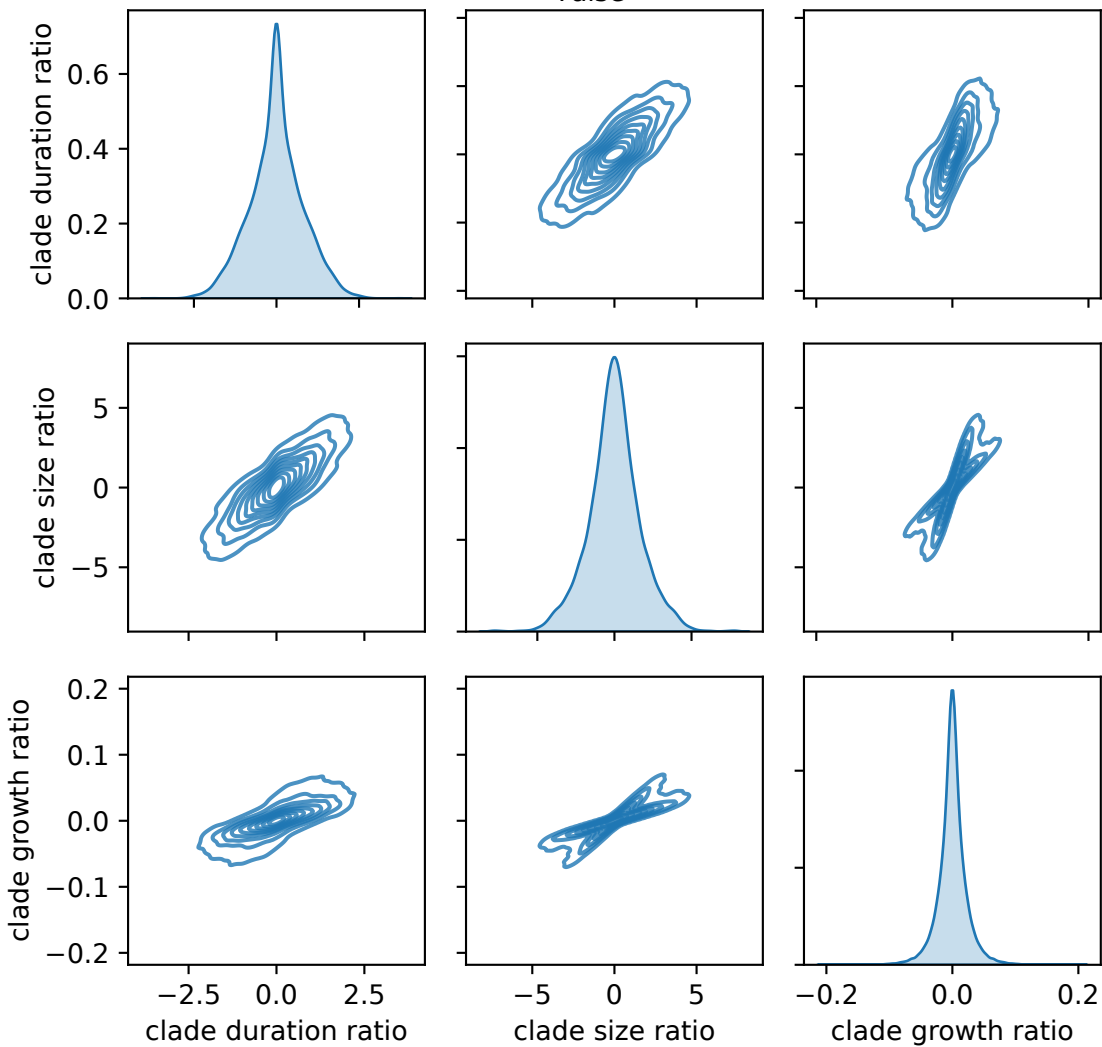 clade duration ratio
0.6
0.4
0.2
0.0
clade size ratio
5
0
−5
clade growth ratio
0.2
0.1
0.0
−0.1
−0.2
−2.5 0.0 2.5 −5 0 5 −0.2 0.0 0.2
clade duration ratio clade size ratio clade growth ratio